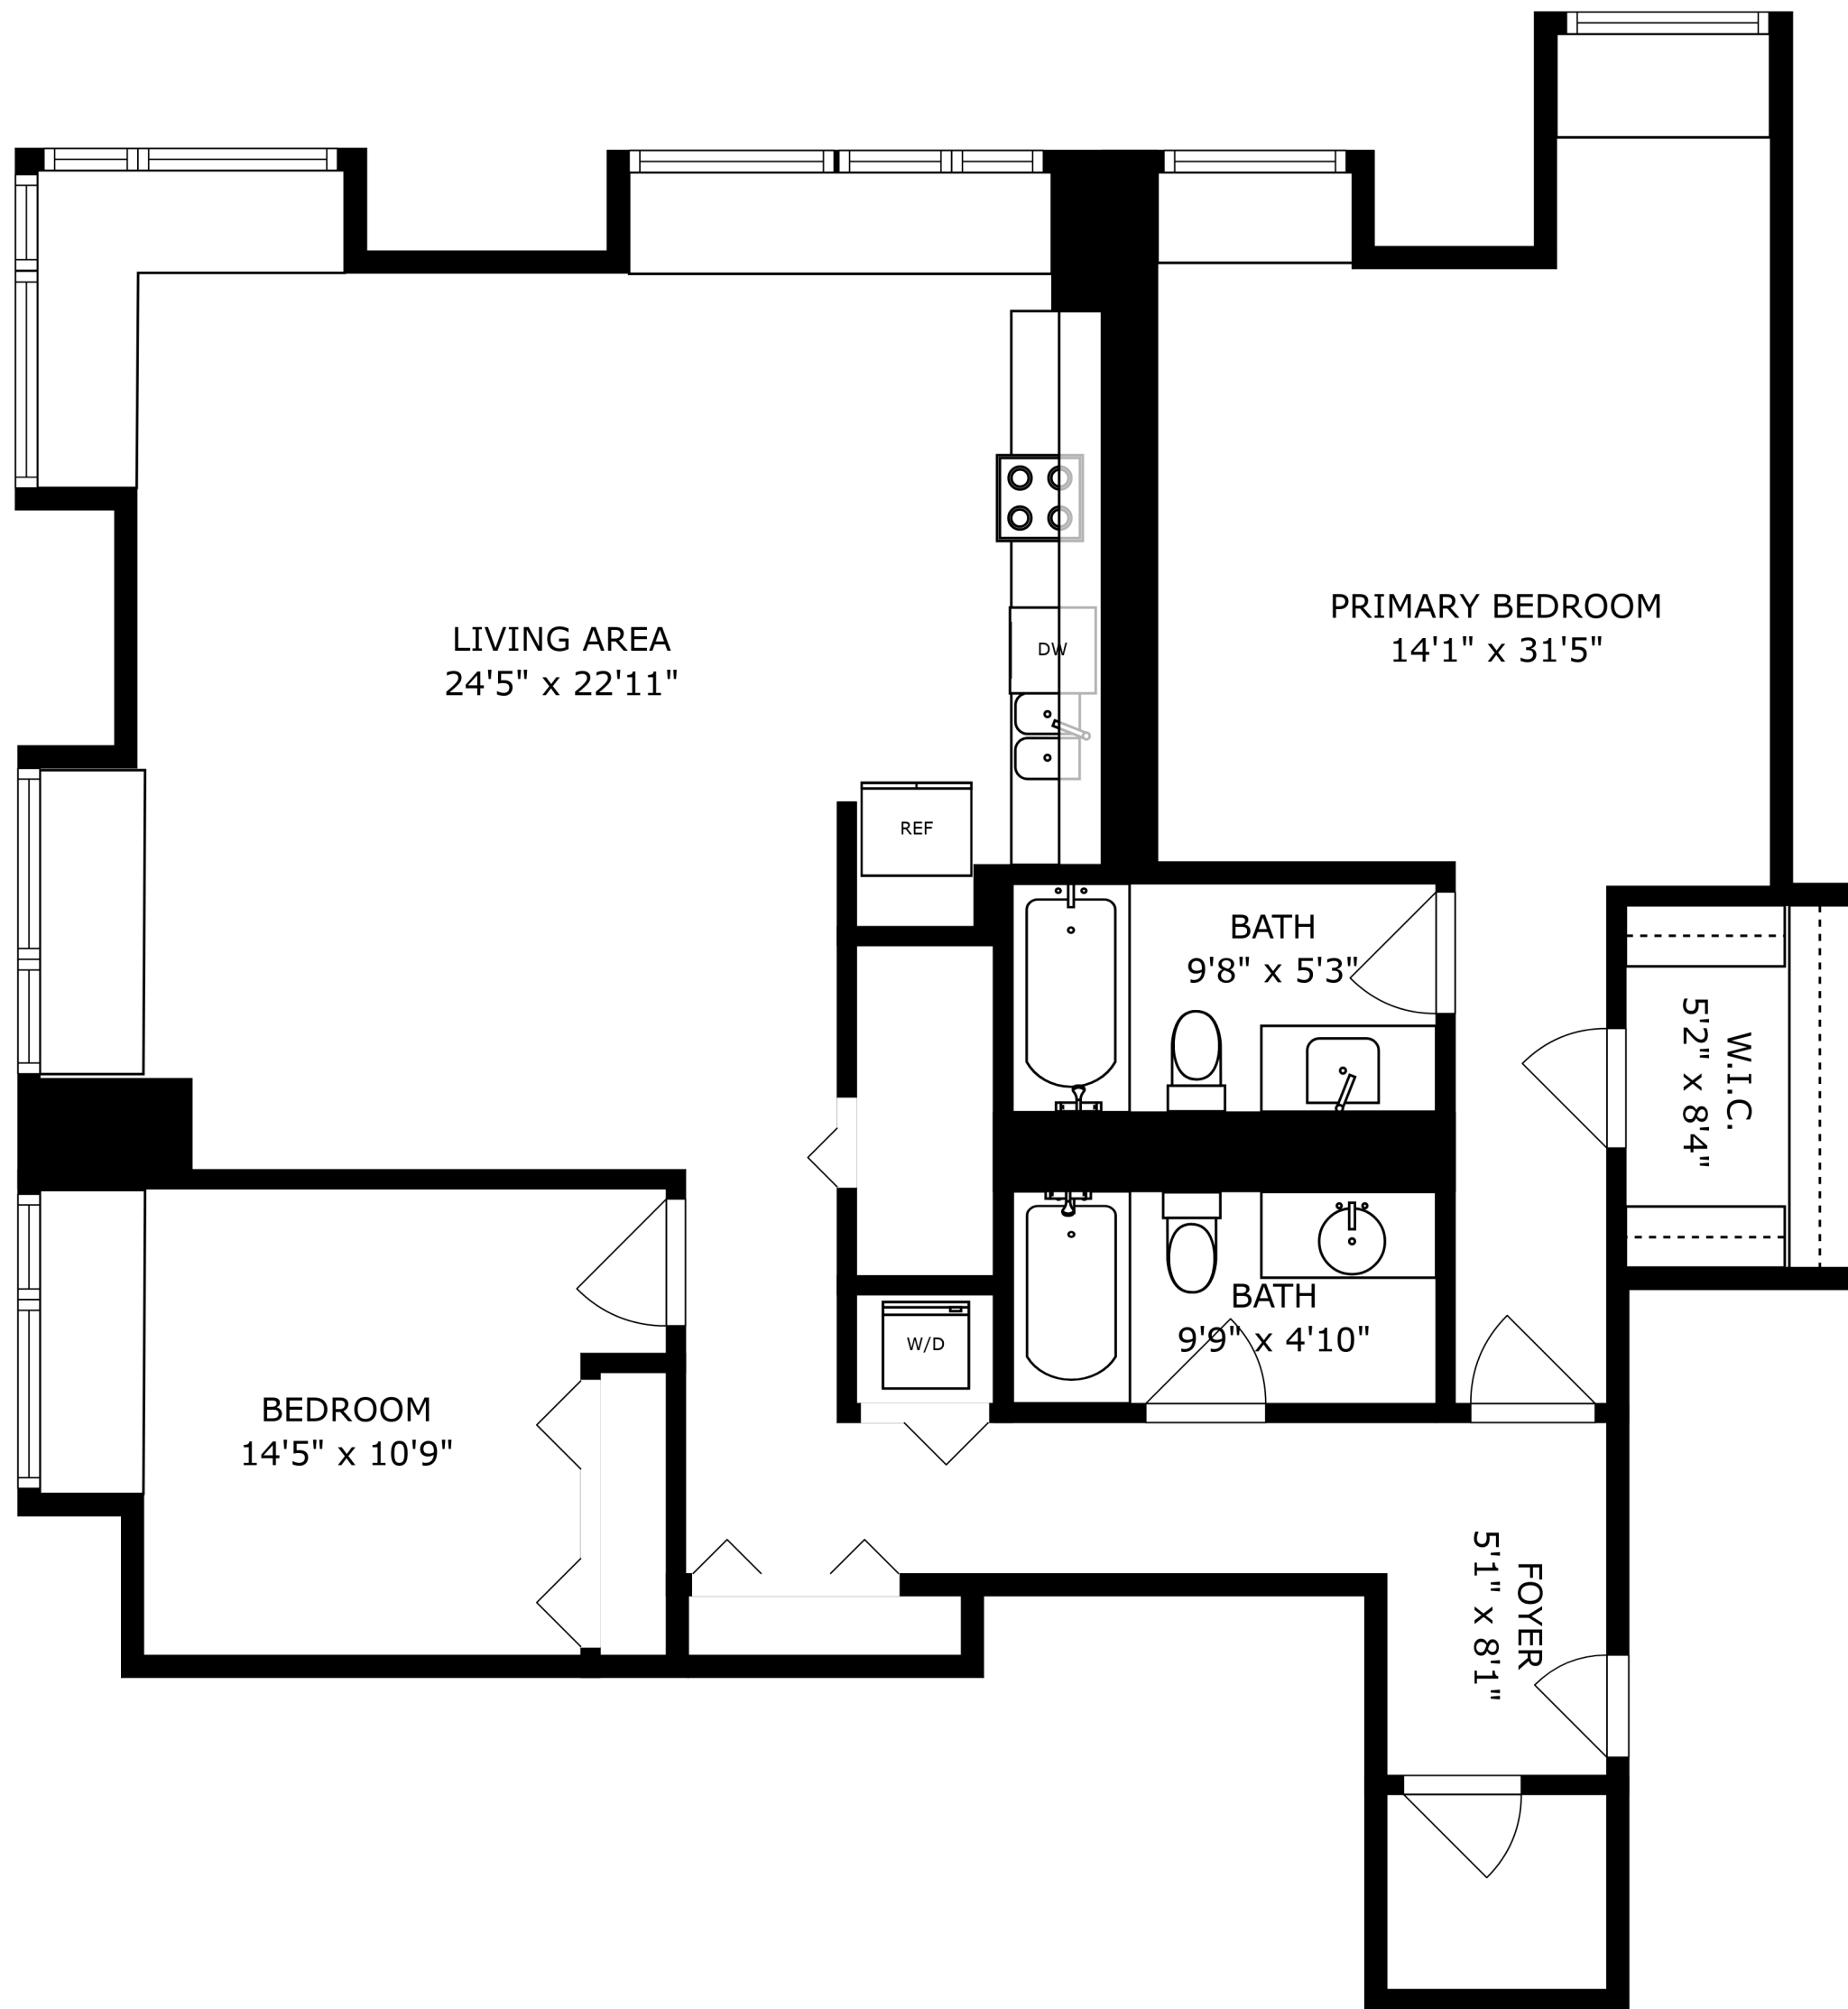 PRIMARY BEDROOM
14'1" x 31'5"
LIVING AREA
24'5" x 22'11"
DW
REF
BATH
9'8" x 5'3"
W.I.C.
5'2" x 8'4"
BATH
9'9" x 4'10"
W/D
BEDROOM
14'5" x 10'9"
FOYER
5'1" x 8'1"